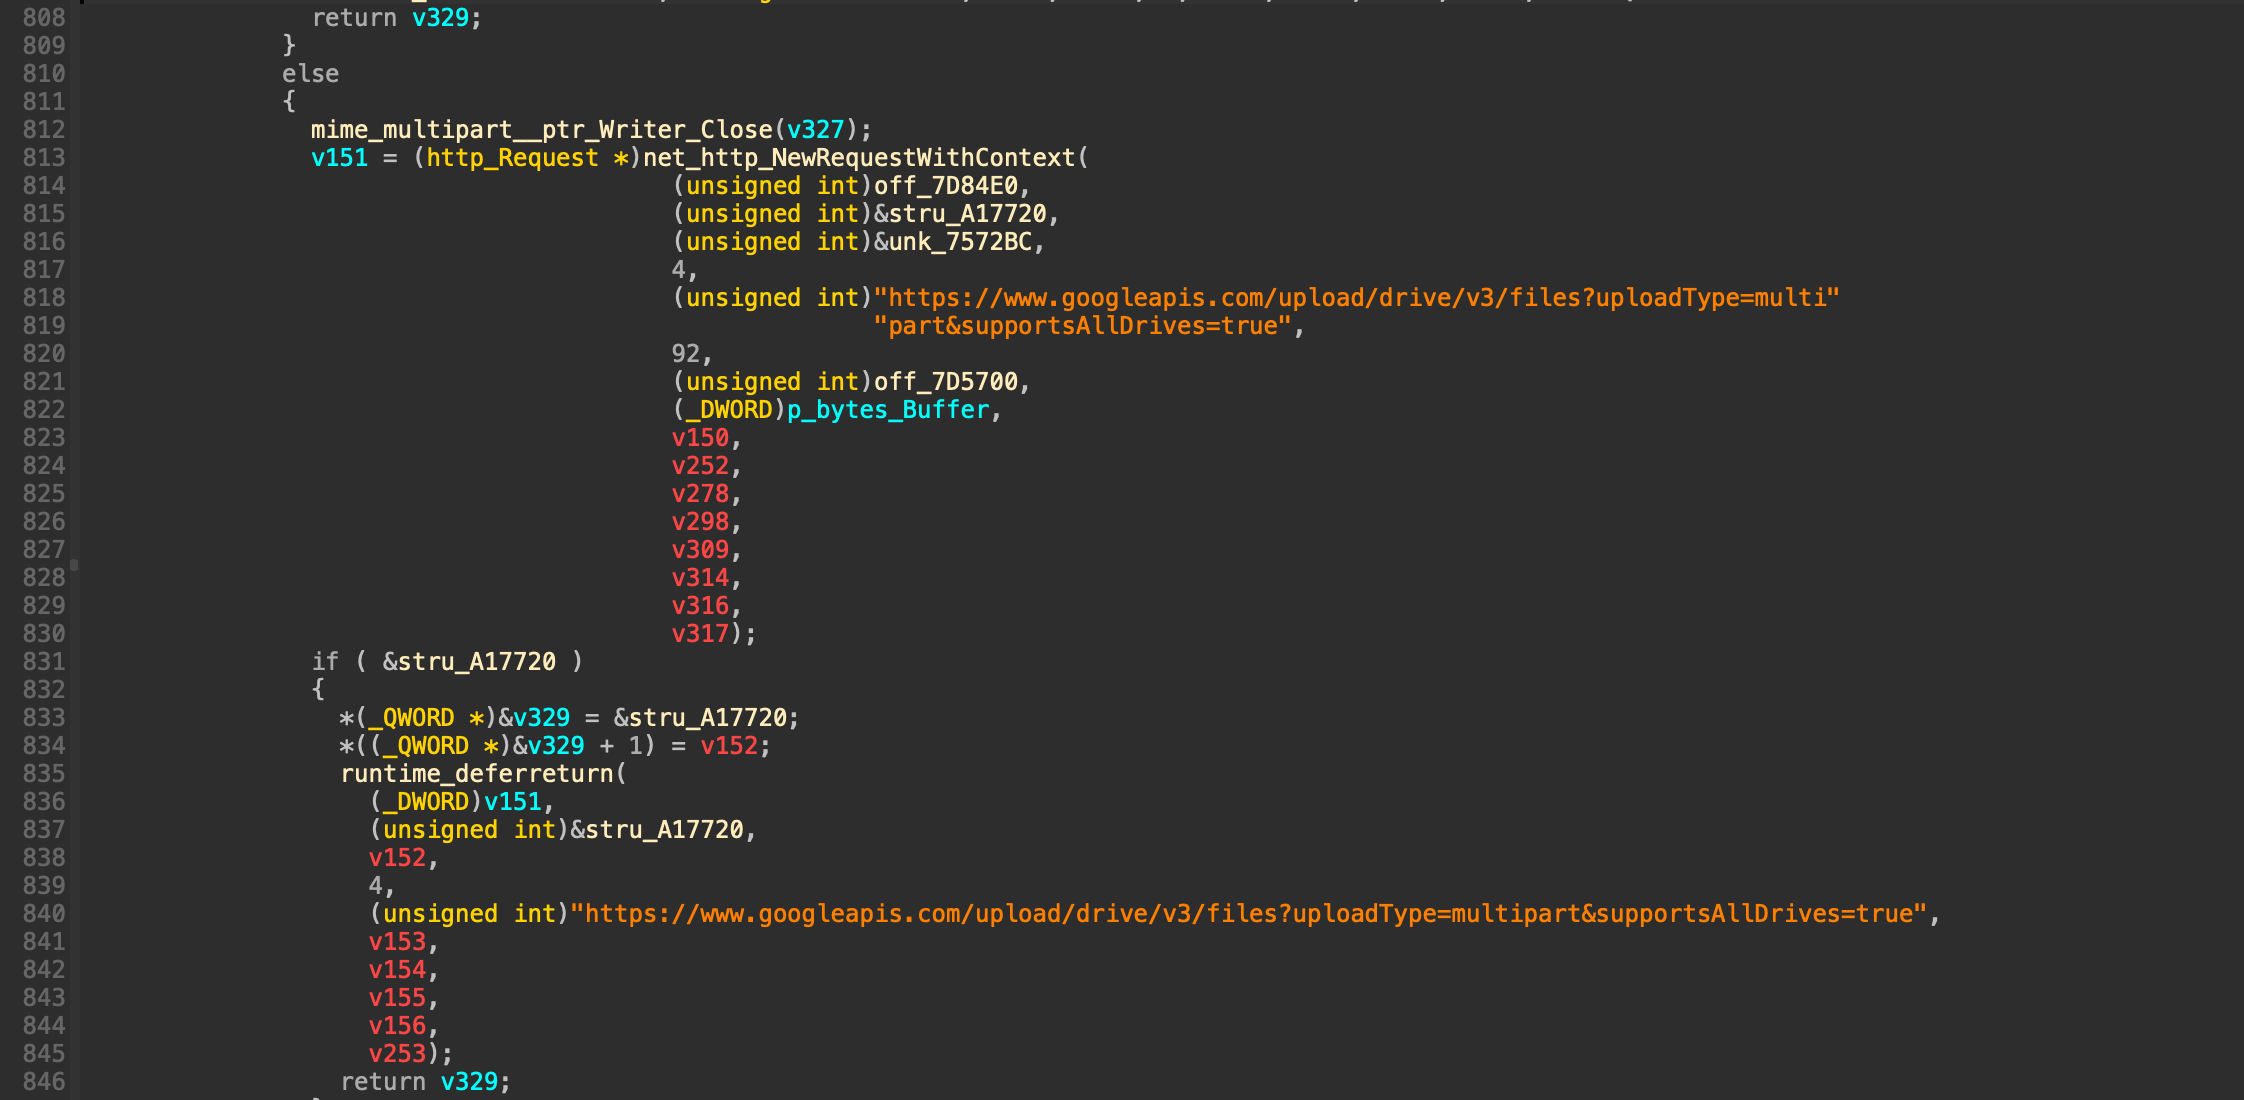 808 return v329;
809 }
810 else
811 {
812 mime_multipart__ptr_Writer_Close(v327);
813 v151 = (http_Request *)net_http_NewRequestWithContext(
814 (unsigned int)off_7D84E0,
815 (unsigned int)&stru_A17720,
816 (unsigned int)&unk_7572BC,
817 4,
818 (unsigned int)"https://www.googleapis.com/upload/drive/v3/files?uploadType=multi"
819 "part&supportsAllDrives=true",
820 92,
821 (unsigned int)off_7D5700,
822 (_DWORD)p_bytes_Buffer,
823 v150,
824 v252,
825 v278,
826 v298,
827 v309,
828 v314,
829 v316,
830 v317);
831 if ( &stru_A17720 )
832 {
833 *(_QWORD *)&v329 = &stru_A17720;
834 *((_QWORD *)&v329 + 1) = v152;
835 runtime_deferreturn(
836 (_DWORD)v151,
837 (unsigned int)&stru_A17720,
838 v152,
839 4,
840 (unsigned int)"https://www.googleapis.com/upload/drive/v3/files?uploadType=multipart&supportsAllDrives=true",
841 v153,
842 v154,
843 v155,
844 v156,
845 v253);
846 return v329;